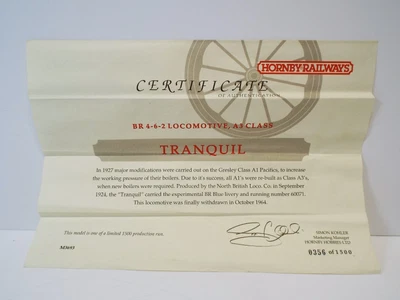 HORNBY RAILWAYS
CERTIFICATE
OF AUTHENTICATION
BR 4-6-2 LOCOMOTIVE, A3 CLASS
TRANQUIL
In 1927 major modifications were carried out on the Gresley Class A1 Pacifics, to increase
the working pressure of their boilers. Due to it's success, all A1's were re-built as Class A3's,
when new boilers were required. Produced by the North British Loco. Co. in September
1924, the "Tranquil" carried the experimental BR Blue livery and running number 60071.
This locomotive was finally withdrawn in October 1964.
This model is one of a limited 1500 production run.
SIMON KOHLER
Marketing Manager
HORNBY HOBBIES LTD.
0356 of 1500